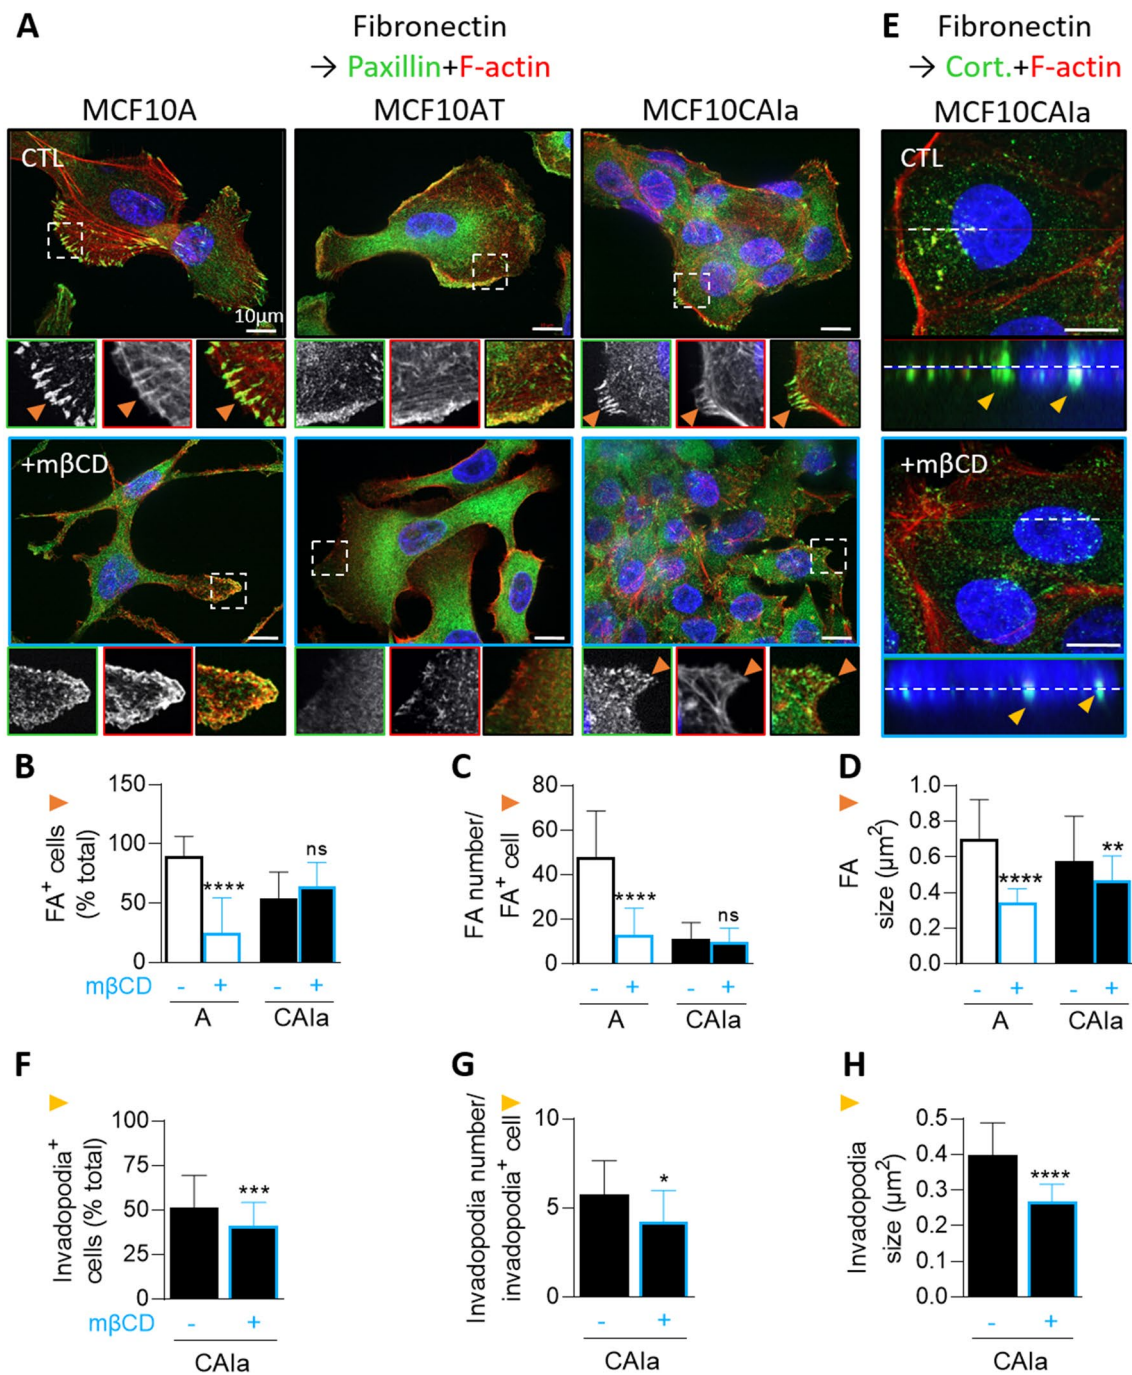 A
Fibronectin
→ Paxillin+F-actin
MCF10A
MCF10AT
MCF10CAIa
CTL
10µm
+mβCD
E
Fibronectin
→ Cort.+F-actin
MCF10CAIa
CTL
+mβCD
B
FA+ cells
(% total)
150
100
50
0
****
ns
mβCD
- + - +
A
CAIa
C
FA number/
FA+ cell
80
60
40
20
0
****
ns
- + - +
A
CAIa
D
FA
size (µm²)
1.0
0.8
0.6
0.4
0.2
0.0
****
**
- + - +
A
CAIa
F
Invadopodia+
cells (% total)
100
75
50
25
0
***
mβCD
- +
CAIa
G
Invadopodia number/
invadopodia+ cell
10
5
0
*
- +
CAIa
H
Invadopodia
size (µm²)
0.5
0.4
0.3
0.2
0.1
0.0
****
- +
CAIa